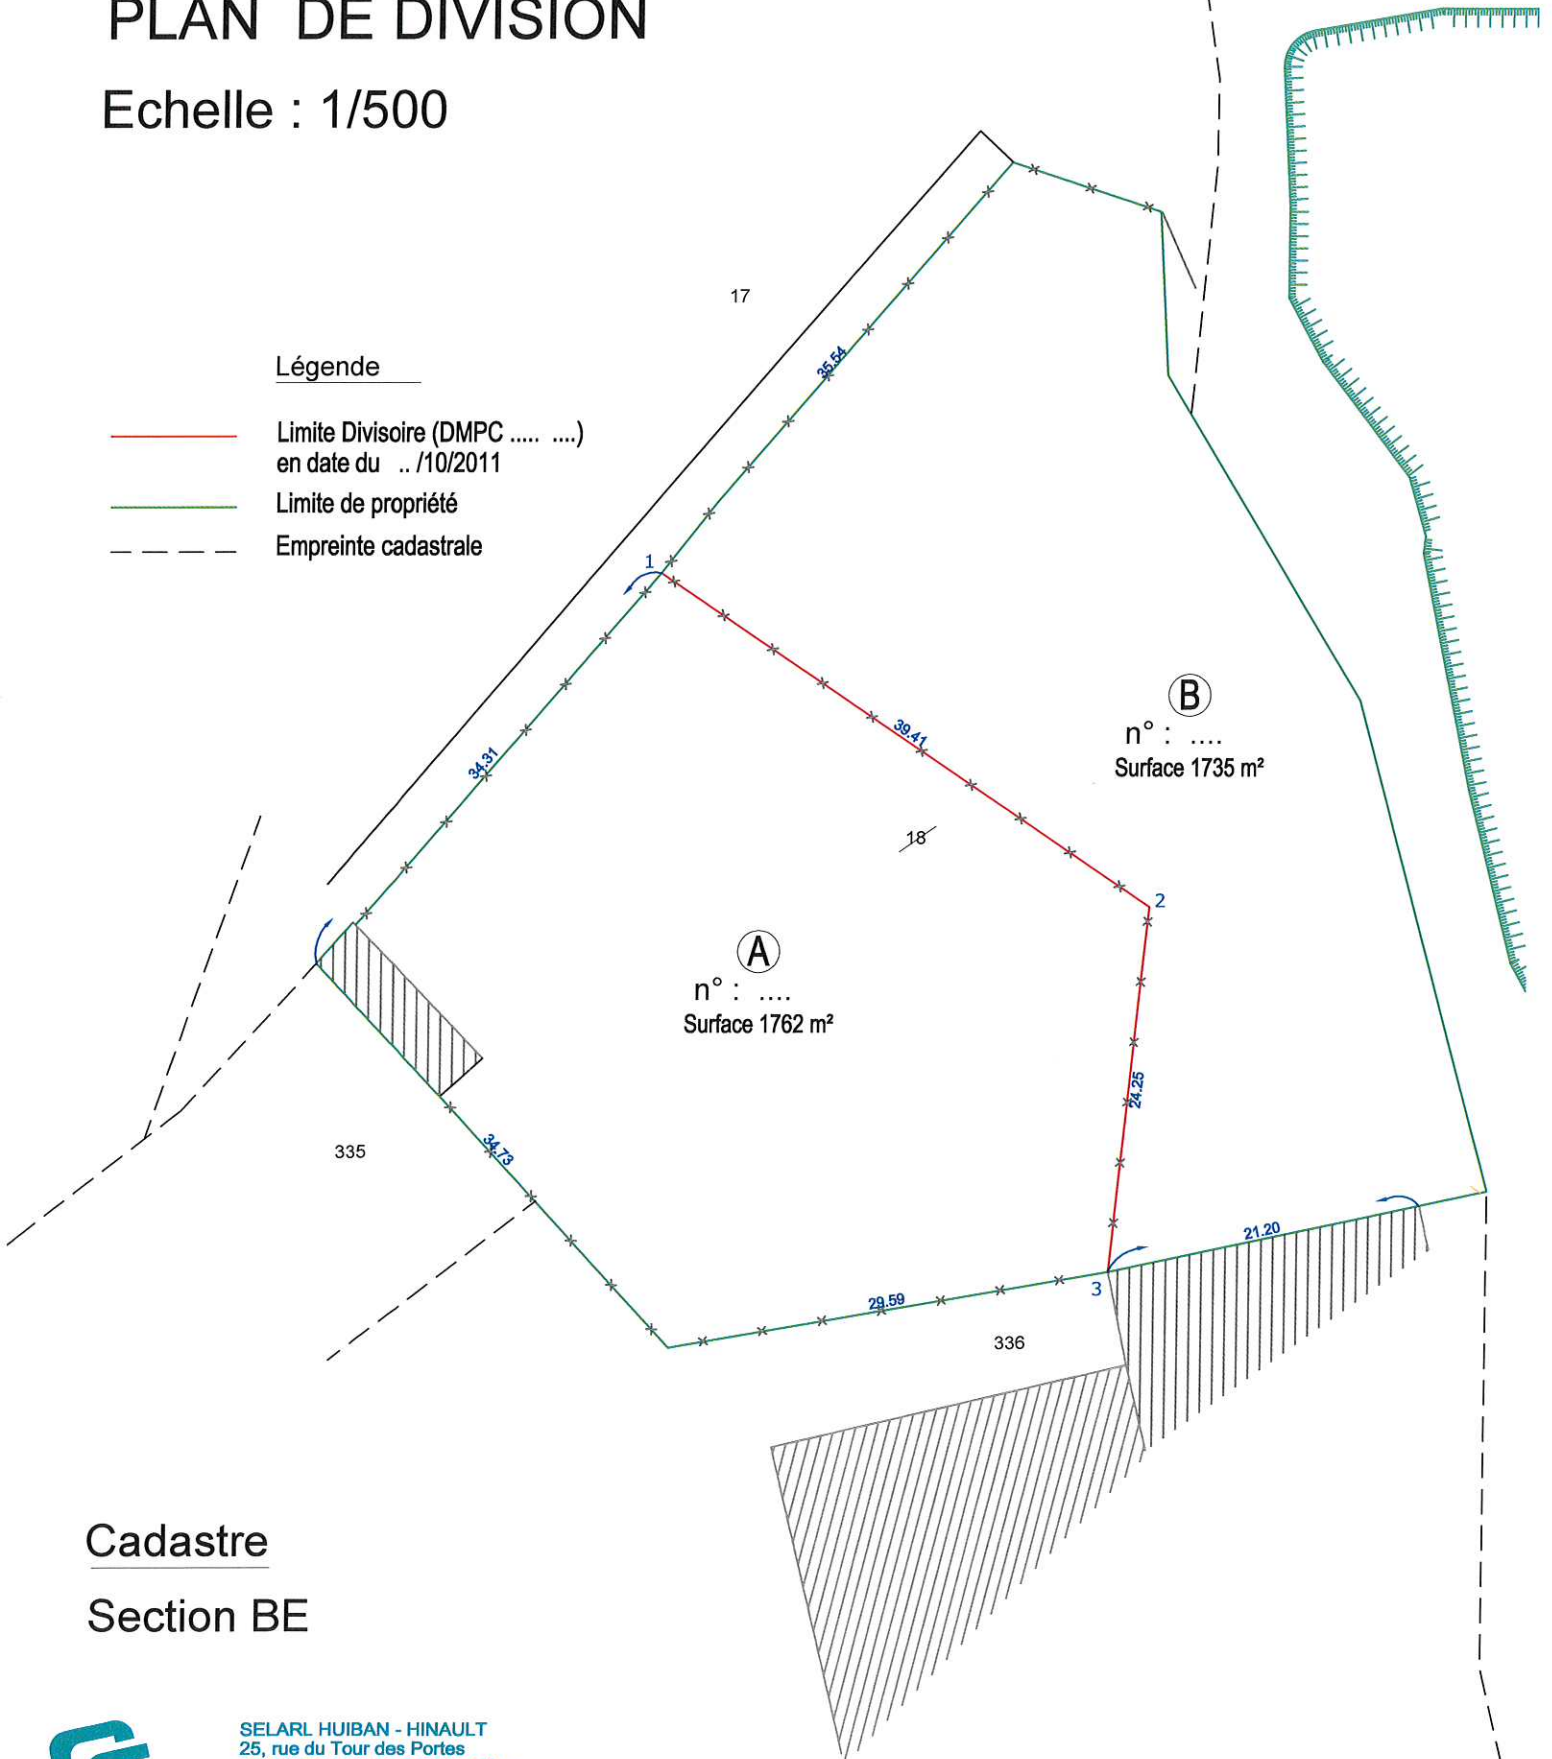 PLAN DE DIVISION
Echelle : 1/500
17
35.54
Légende
Limite Divisoire (DMPC ..... ....)
en date du .. /10/2011
Limite de propriété
Empreinte cadastrale
1
B
n° : ....
Surface 1735 m²
39.41
34.31
18
2
A
n° : ....
Surface 1762 m²
24.25
34.73
335
21.20
3
29.59
336
Cadastre
Section BE
SELARL HUIBAN - HINAULT
25, rue du Tour des Portes